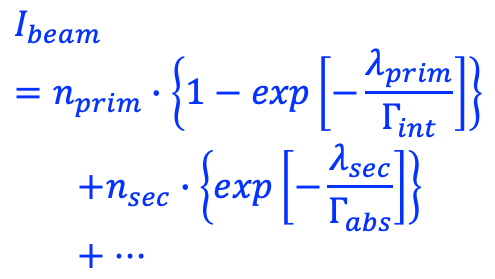 I_beam
= n_prim · {1 − exp [− λ_prim / Γ_int]}
+n_sec · {exp [− λ_sec / Γ_abs]}
+ ⋯